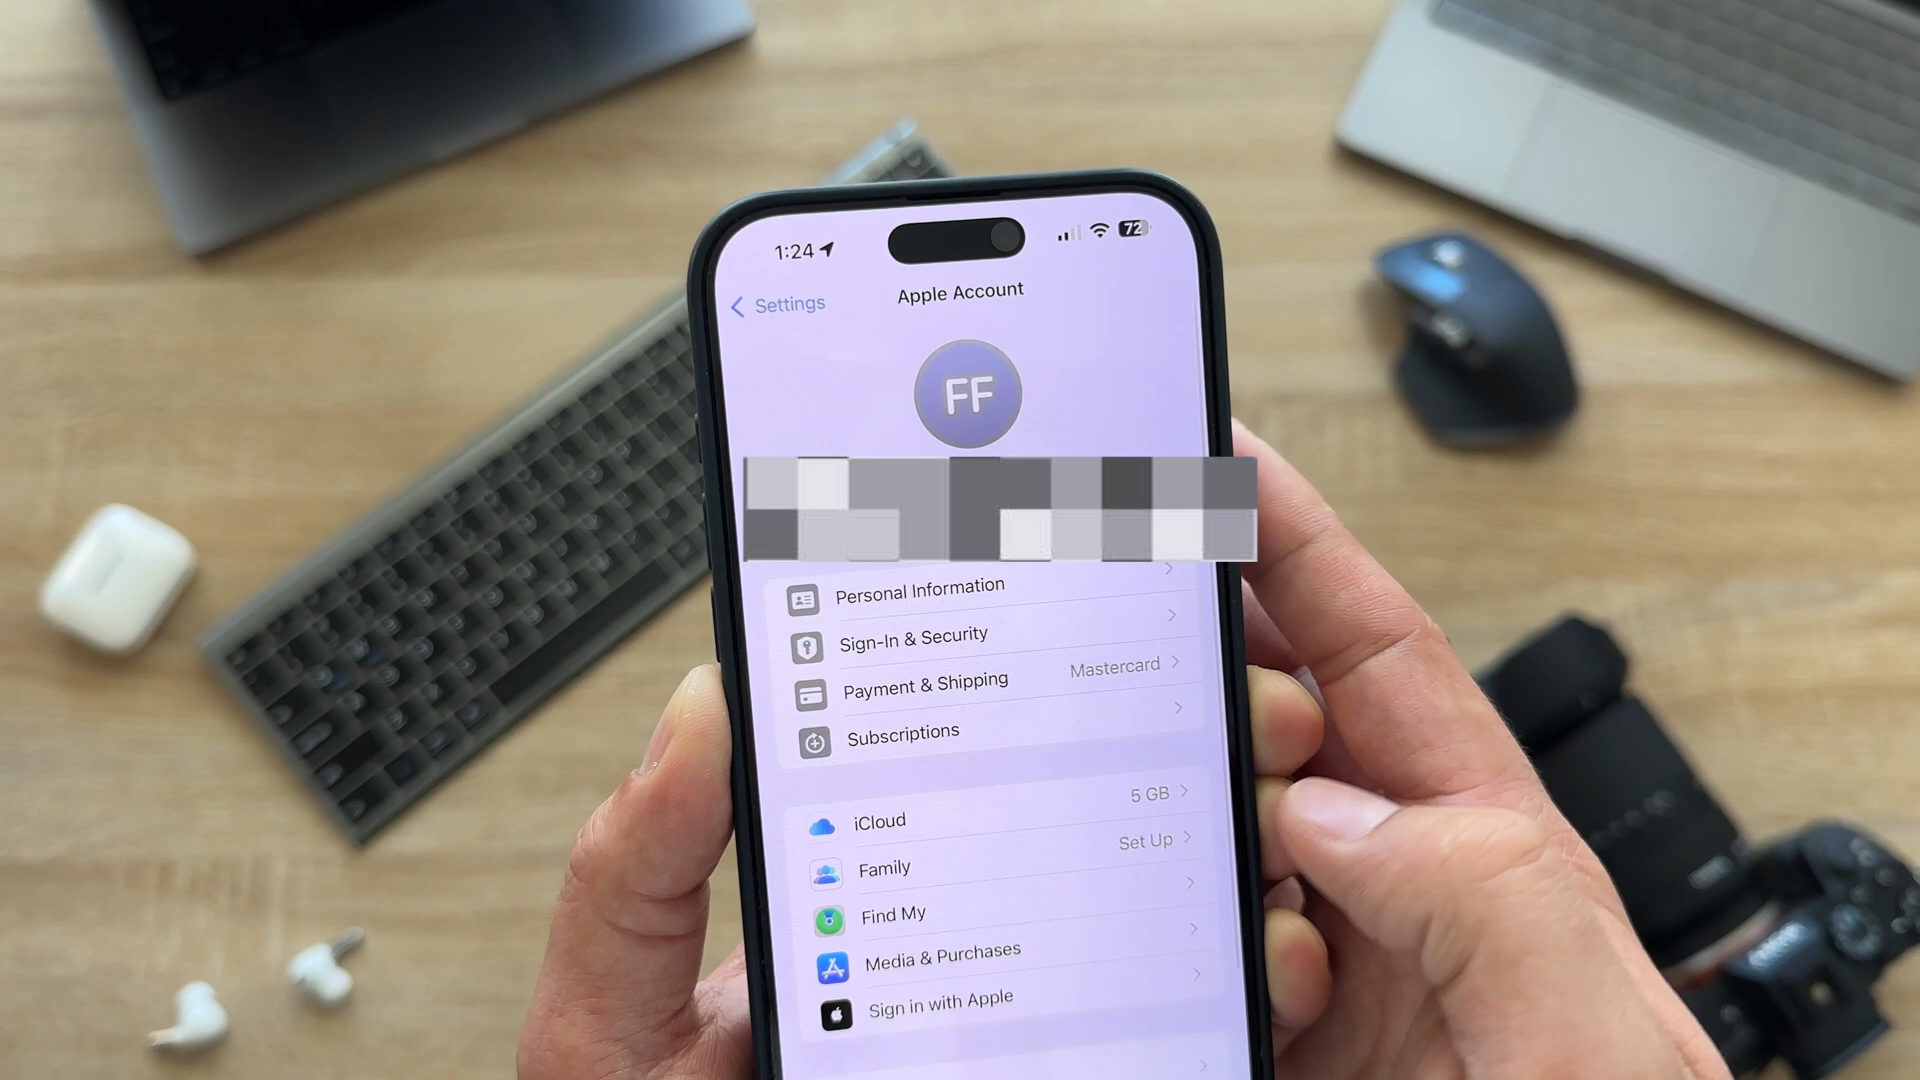 1:24
72
Settings
Apple Account
FF
Personal Information
Sign-In & Security
Payment & Shipping Mastercard
Subscriptions
iCloud 5 GB
Family Set Up
Find My
Media & Purchases
Sign in with Apple